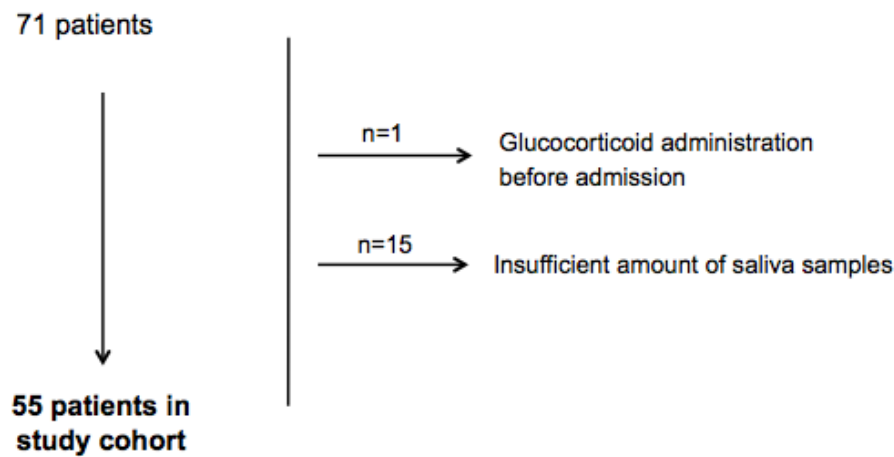 71 patients
n=1
Glucocorticoid administration
before admission
n=15
Insufficient amount of saliva samples
55 patients in
study cohort